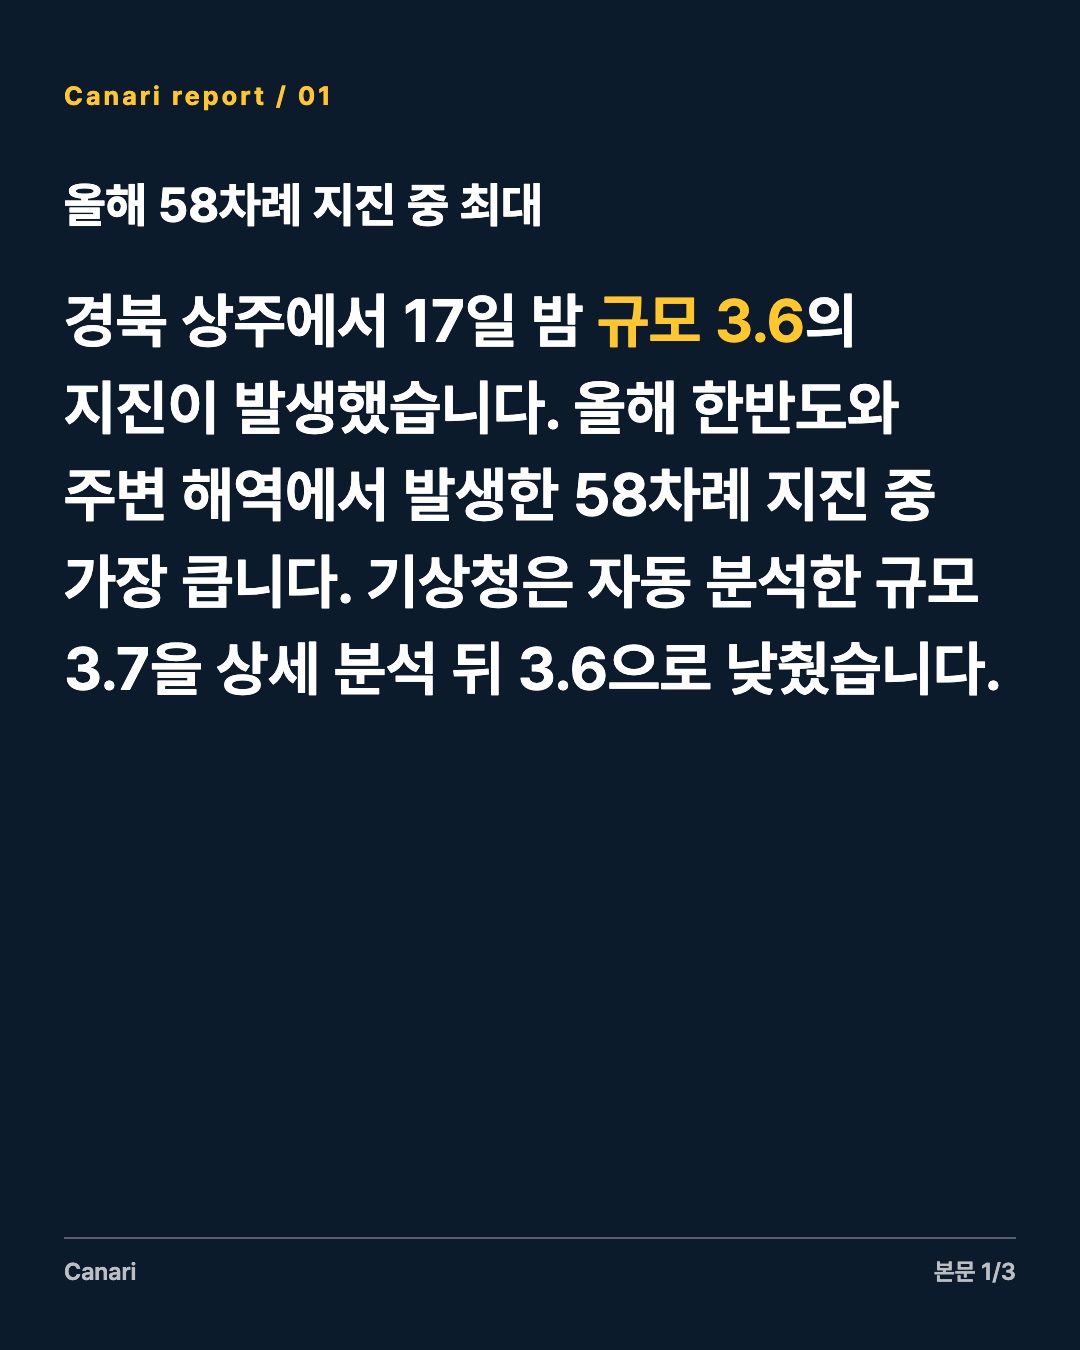 Canari report / 01
올해 58차례 지진 중 최대
경북 상주에서 17일 밤 규모 3.6의
지진이 발생했습니다. 올해 한반도와
주변 해역에서 발생한 58차례 지진 중
가장 큽니다. 기상청은 자동 분석한 규모
3.7을 상세 분석 뒤 3.6으로 낮췄습니다.
Canari
본문 1/3